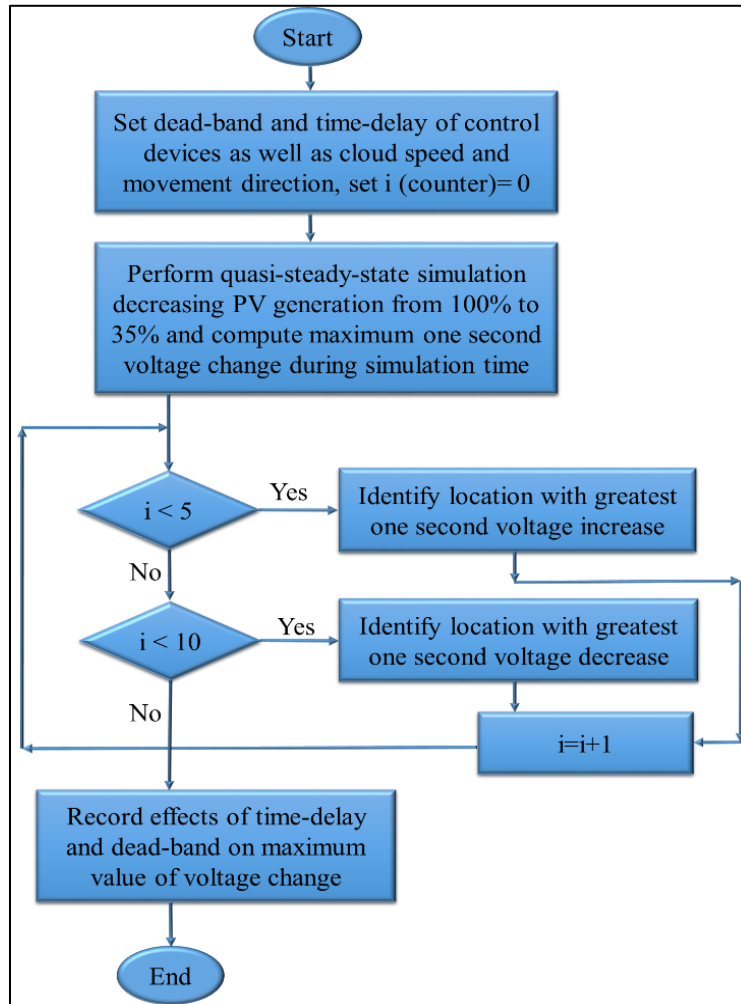 Start
Set dead-band and time-delay of control
devices as well as cloud speed and
movement direction, set i (counter)= 0
Perform quasi-steady-state simulation
decreasing PV generation from 100% to
35% and compute maximum one second
voltage change during simulation time
i < 5
Yes
Identify location with greatest
one second voltage increase
No
i < 10
Yes
Identify location with greatest
one second voltage decrease
No
i=i+1
Record effects of time-delay
and dead-band on maximum
value of voltage change
End